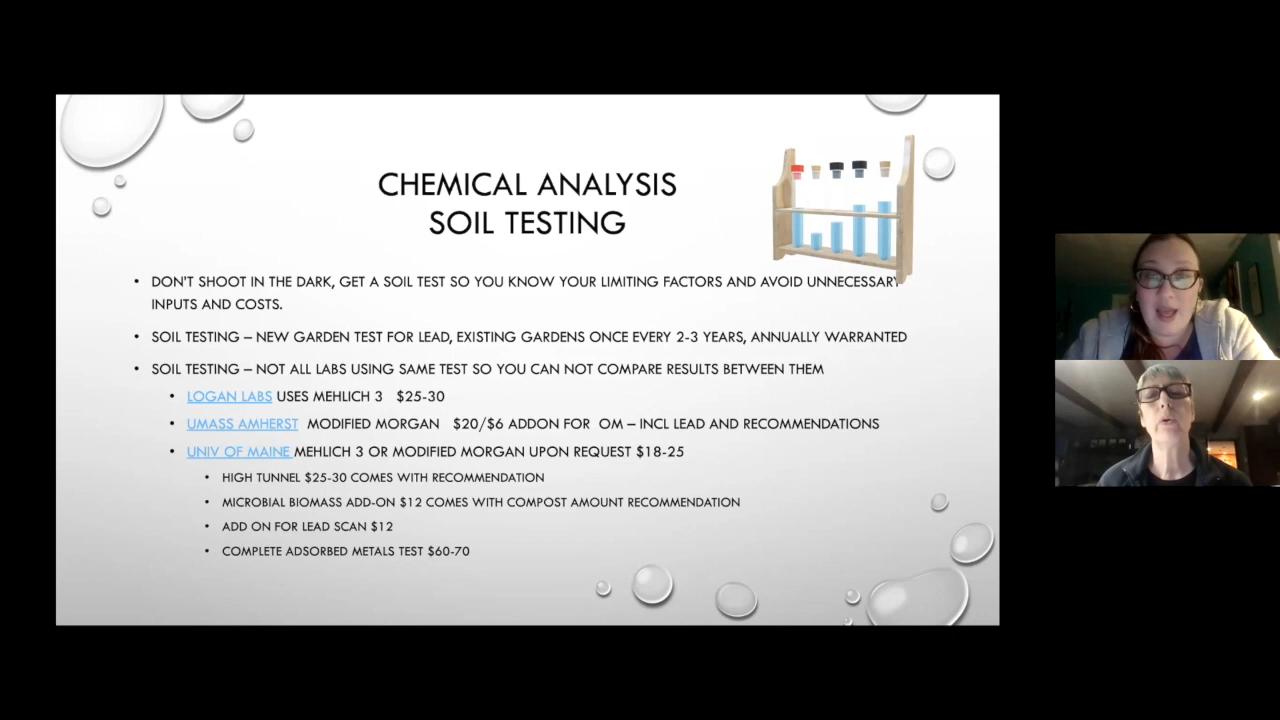 CHEMICAL ANALYSIS
SOIL TESTING
• DON'T SHOOT IN THE DARK, GET A SOIL TEST SO YOU KNOW YOUR LIMITING FACTORS AND AVOID UNNECESSARY
INPUTS AND COSTS.
• SOIL TESTING – NEW GARDEN TEST FOR LEAD, EXISTING GARDENS ONCE EVERY 2-3 YEARS, ANNUALLY WARRANTED
• SOIL TESTING – NOT ALL LABS USING SAME TEST SO YOU CAN NOT COMPARE RESULTS BETWEEN THEM
• LOGAN LABS USES MEHLICH 3 $25-30
• UMASS AMHERST MODIFIED MORGAN $20/$6 ADDON FOR OM – INCL LEAD AND RECOMMENDATIONS
• UNIV OF MAINE MEHLICH 3 OR MODIFIED MORGAN UPON REQUEST $18-25
• HIGH TUNNEL $25-30 COMES WITH RECOMMENDATION
• MICROBIAL BIOMASS ADD-ON $12 COMES WITH COMPOST AMOUNT RECOMMENDATION
• ADD ON FOR LEAD SCAN $12
• COMPLETE ADSORBED METALS TEST $60-70